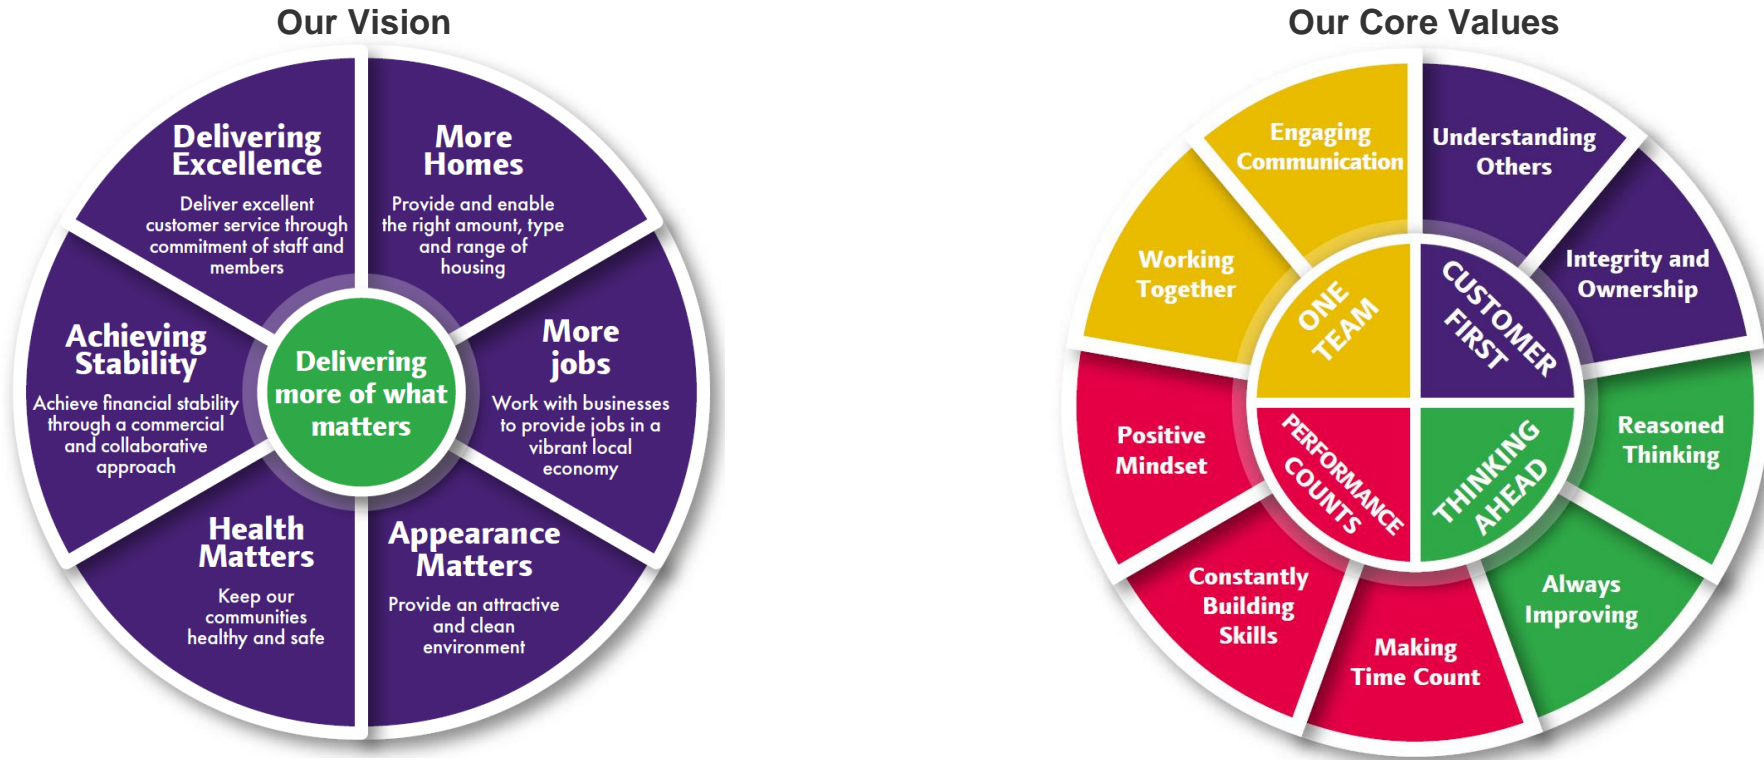 Our Vision
Delivering
Excellence
Deliver excellent
customer service through
commitment of staff and
members
More
Homes
Provide and enable
the right amount, type
and range of
housing
Achieving
Stability
Achieve financial stability
through a commercial
and collaborative
approach
Delivering
more of what
matters
More
jobs
Work with businesses
to provide jobs in a
vibrant local
economy
Health
Matters
Keep our
communities
healthy and safe
Appearance
Matters
Provide an attractive
and clean
environment
Our Core Values
Engaging
Communication
Understanding
Others
Working
Together
Integrity and
Ownership
ONE
TEAM
CUSTOMER
FIRST
Positive
Mindset
PERFORMANCE
COUNTS
THINKING
AHEAD
Reasoned
Thinking
Constantly
Building
Skills
Making
Time Count
Always
Improving